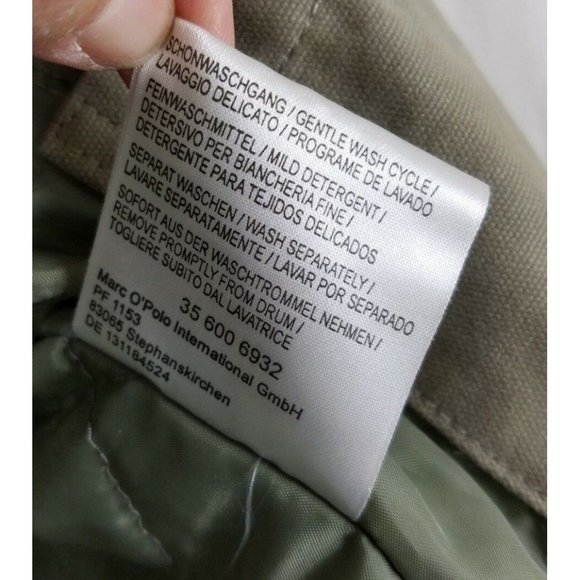 SCHONWASCHGANG / GENTLE WASH CYCLE /
LAVAGGIO DELICATO / PROGRAME DE LAVADO
FEINWASCHMITTEL / MILD DETERGENT /
DETERSIVO PER BIANCHERIA FINE /
DETERGENTE PARA TEJIDOS DELICADOS
SEPARAT WASCHEN / WASH SEPARATELY /
LAVARE SEPARATAMENTE / LAVAR POR SEPARADO
SOFORT AUS DER WASCHTROMMEL NEHMEN /
REMOVE PROMPTLY FROM DRUM /
TOGLIERE SUBITO DAL LAVATRICE
35 600 6932
Marc O'Polo International GmbH
PF 1153
83065 Stephanskirchen
DE 131184524